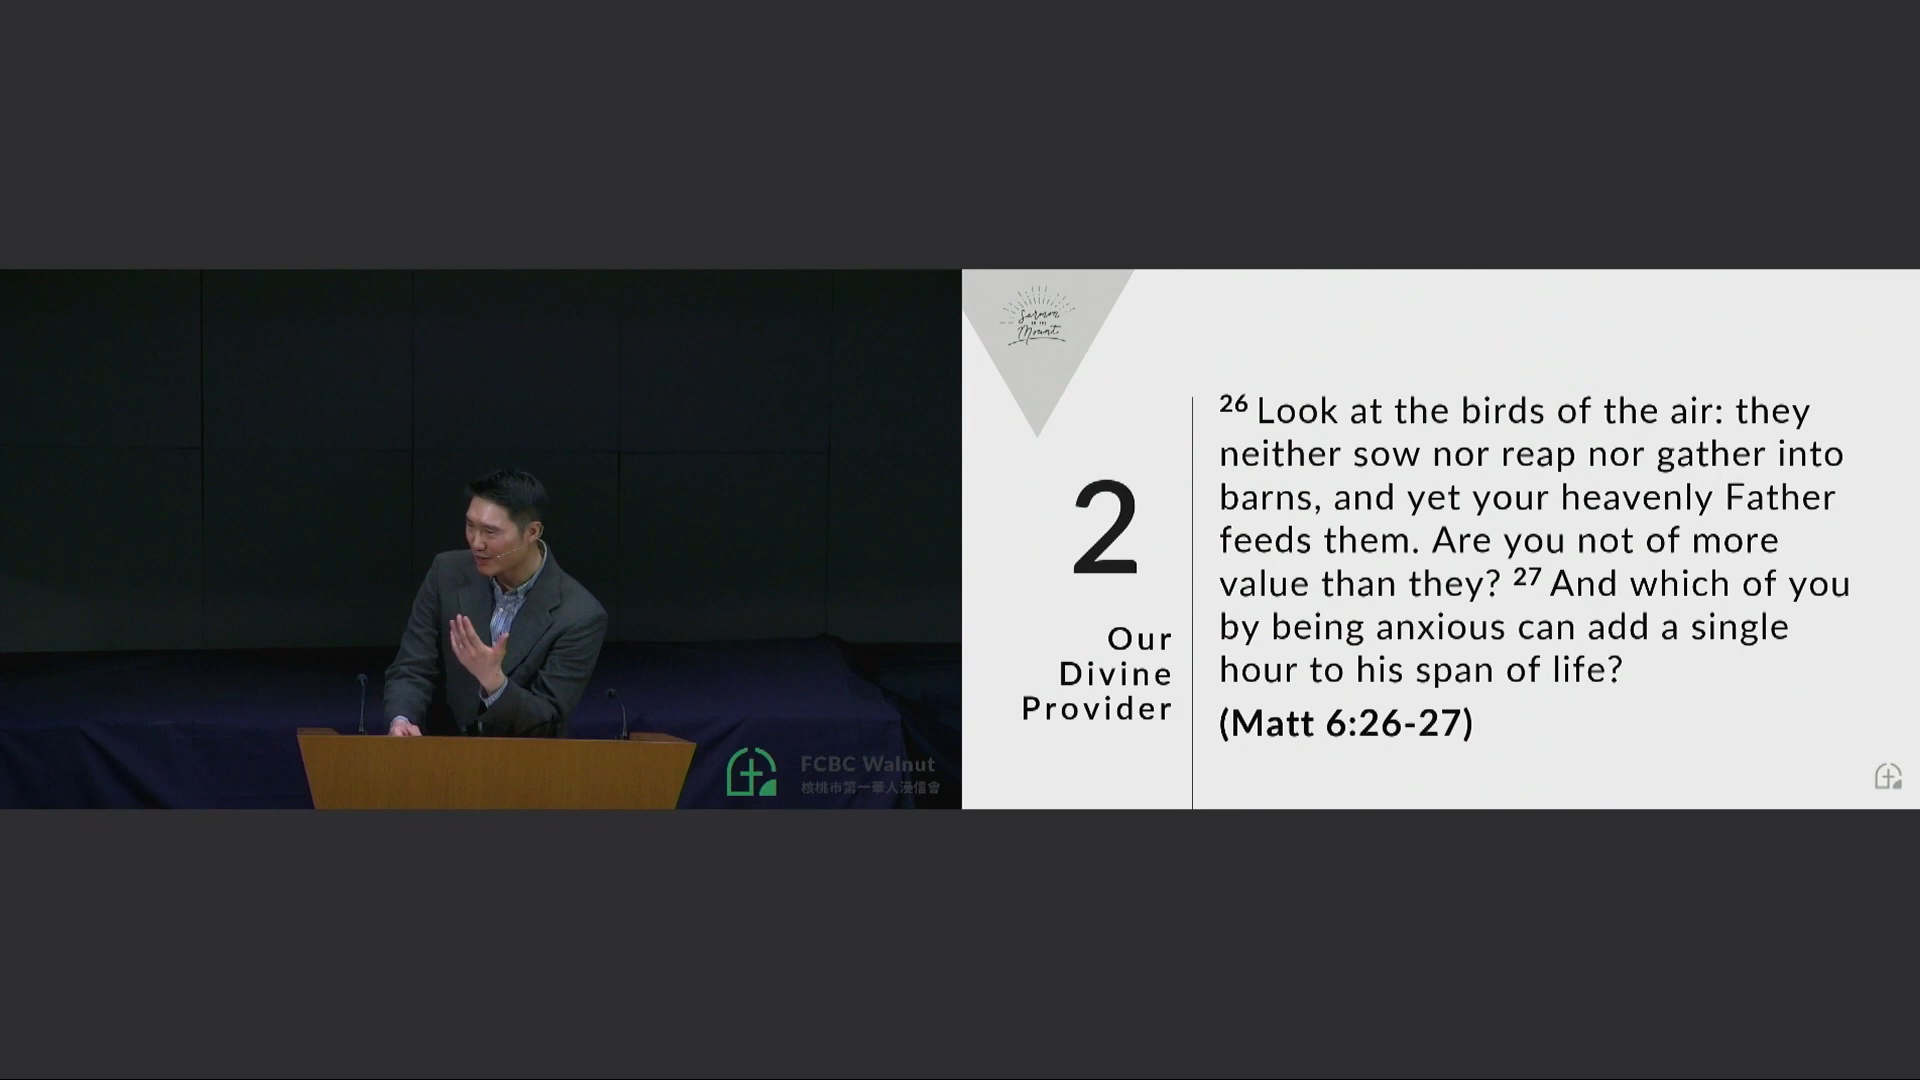 FCBC Walnut
核桃市第一華人浸信會
Sermon
ON THE
Mount
2
Our
Divine
Provider
26 Look at the birds of the air: they
neither sow nor reap nor gather into
barns, and yet your heavenly Father
feeds them. Are you not of more
value than they? 27 And which of you
by being anxious can add a single
hour to his span of life?
(Matt 6:26-27)